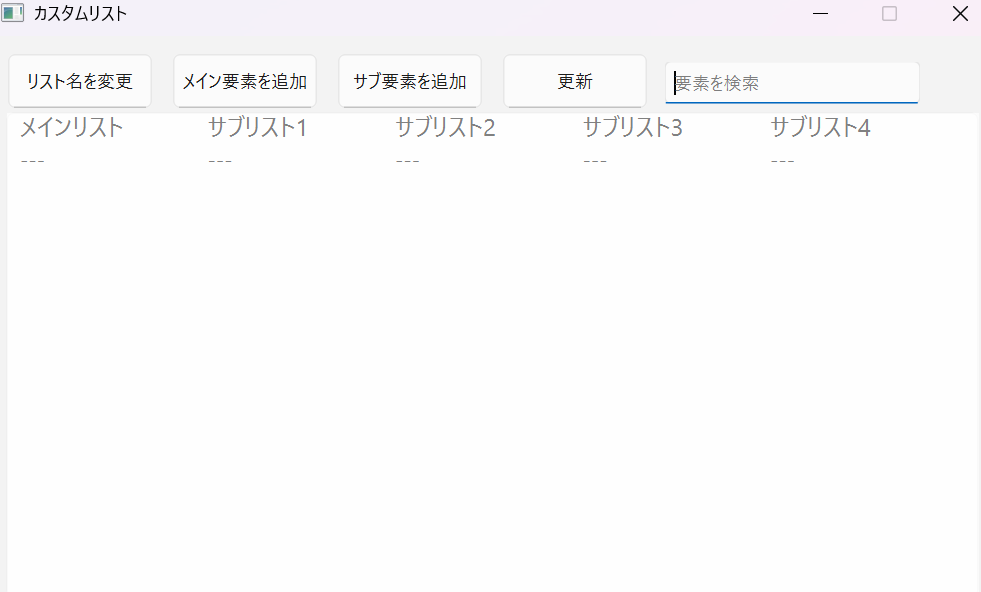 カスタムリスト
リスト名を変更 メイン要素を追加 サブ要素を追加 更新 要素を検索
メインリスト サブリスト1 サブリスト2 サブリスト3 サブリスト4
--- --- --- --- ---